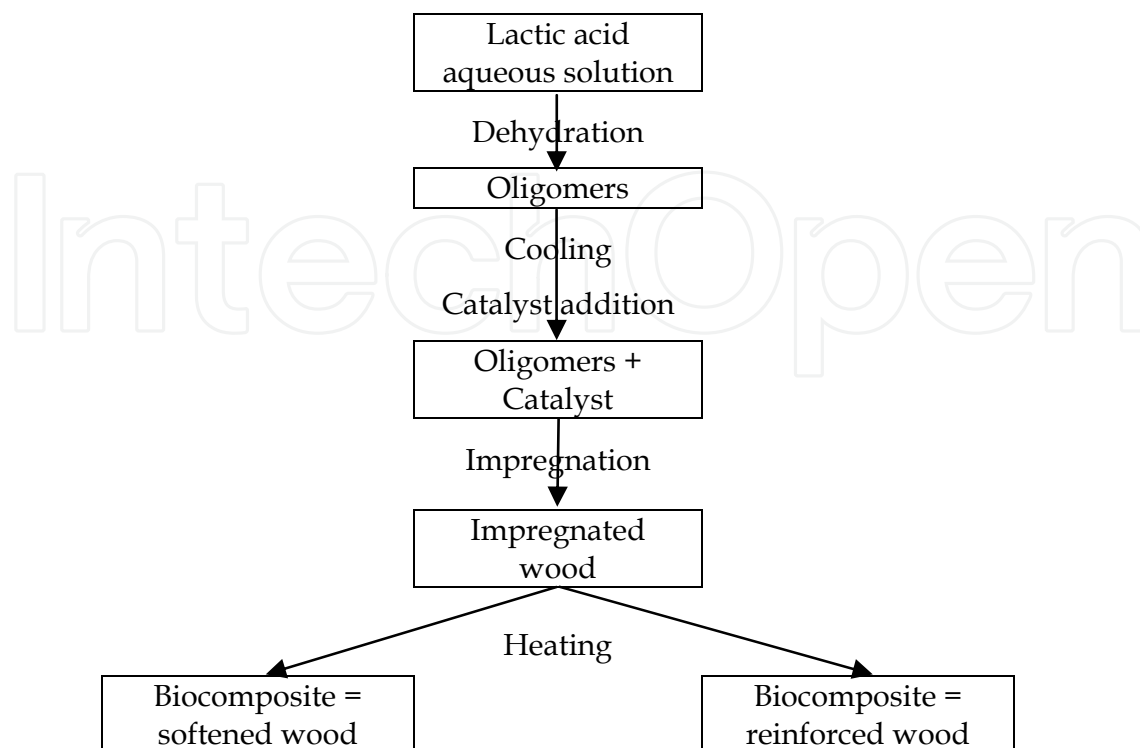 Lactic acid
aqueous solution
Dehydration
Oligomers
IntechOpen
Cooling
Catalyst addition
Oligomers +
Catalyst
Impregnation
Impregnated
wood
Heating
Biocomposite =
softened wood
Biocomposite =
reinforced wood